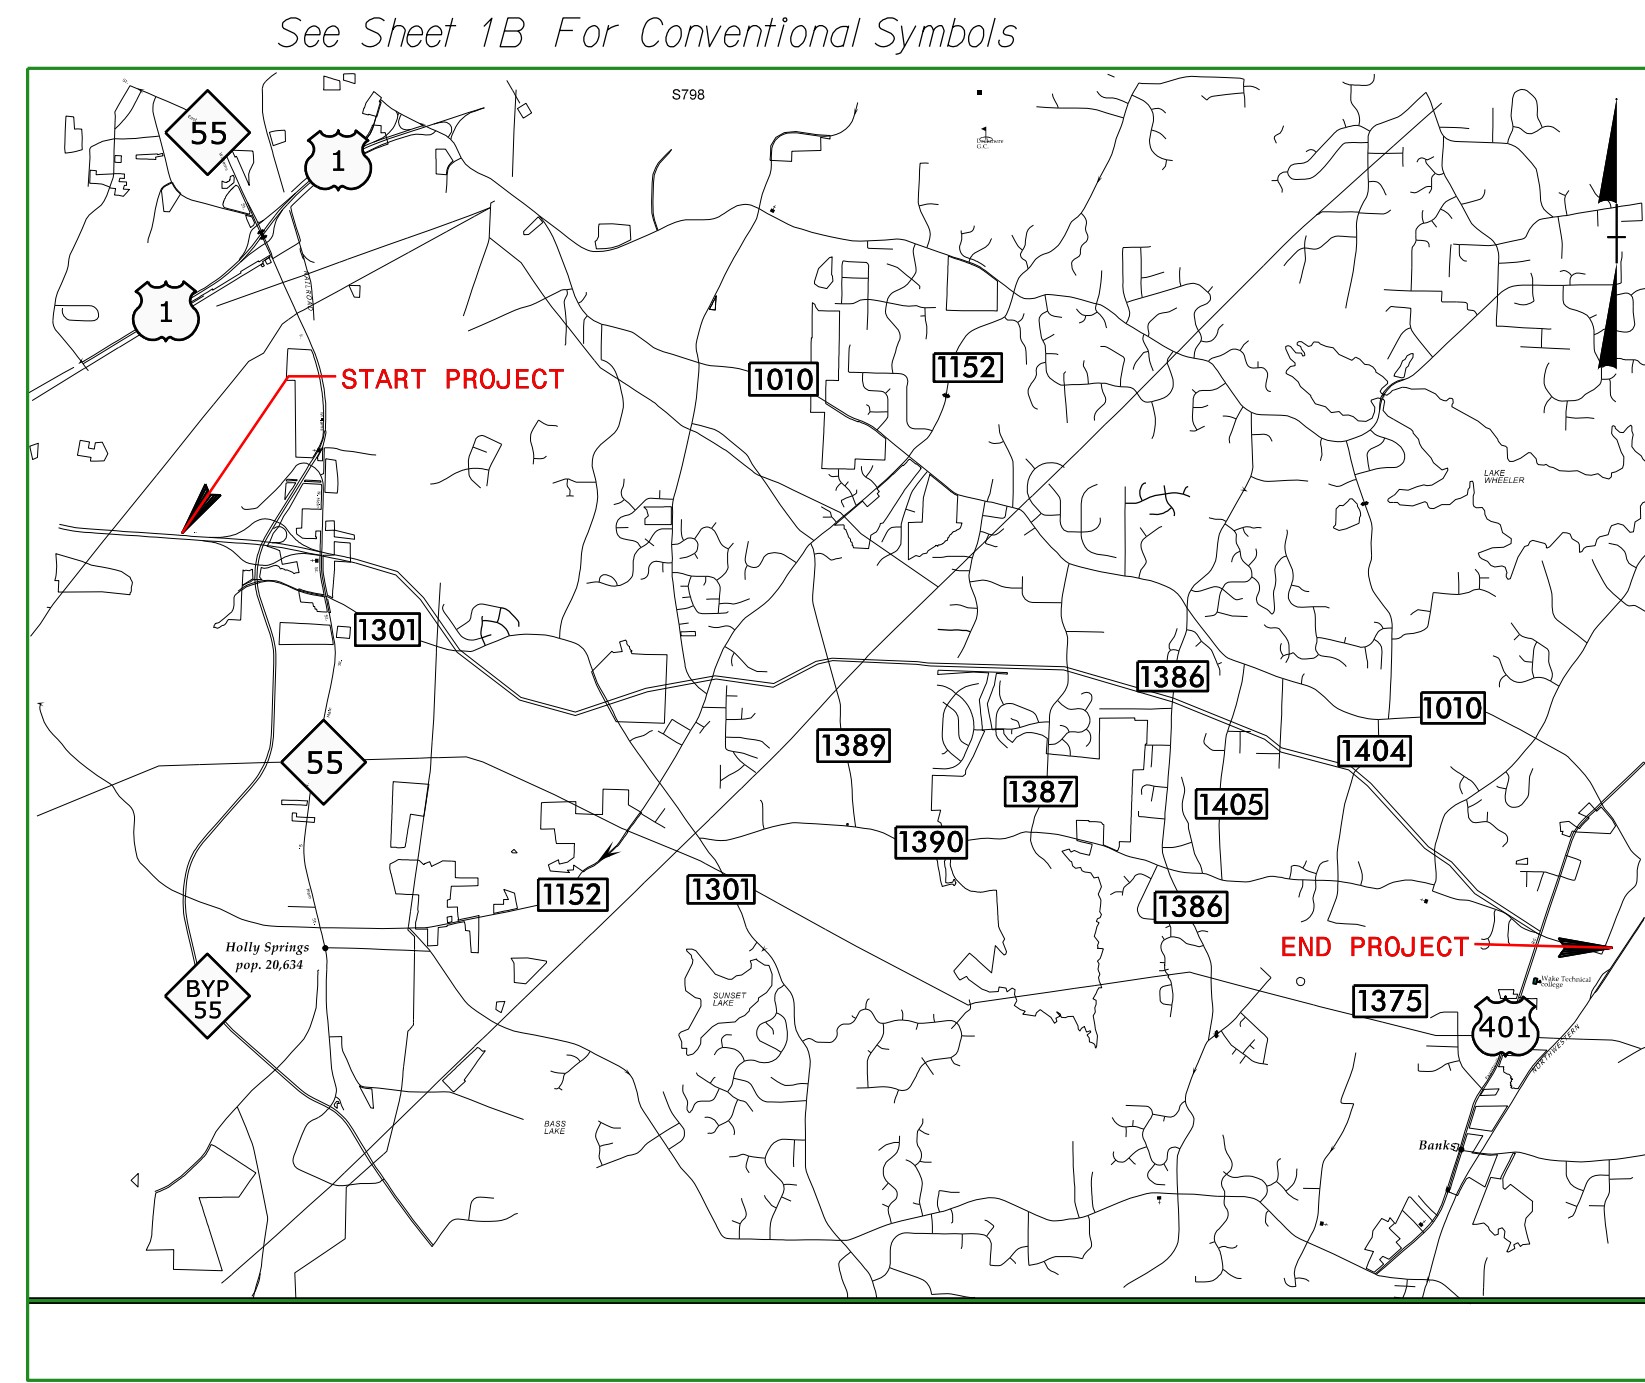 See Sheet 1B For Conventional Symbols
S798
55
1
1
RAILROAD
START PROJECT
1010
1152
LAKE
WHEELER
1301
1386
1010
55
1389
1404
1387
1405
1390
1152
1301
1386
Holly Springs
pop. 20,634
END PROJECT
BYP
55
SUNSET
LAKE
Wake Technical
college
1375
401
NORTHWESTERN
BASS
LAKE
Banks